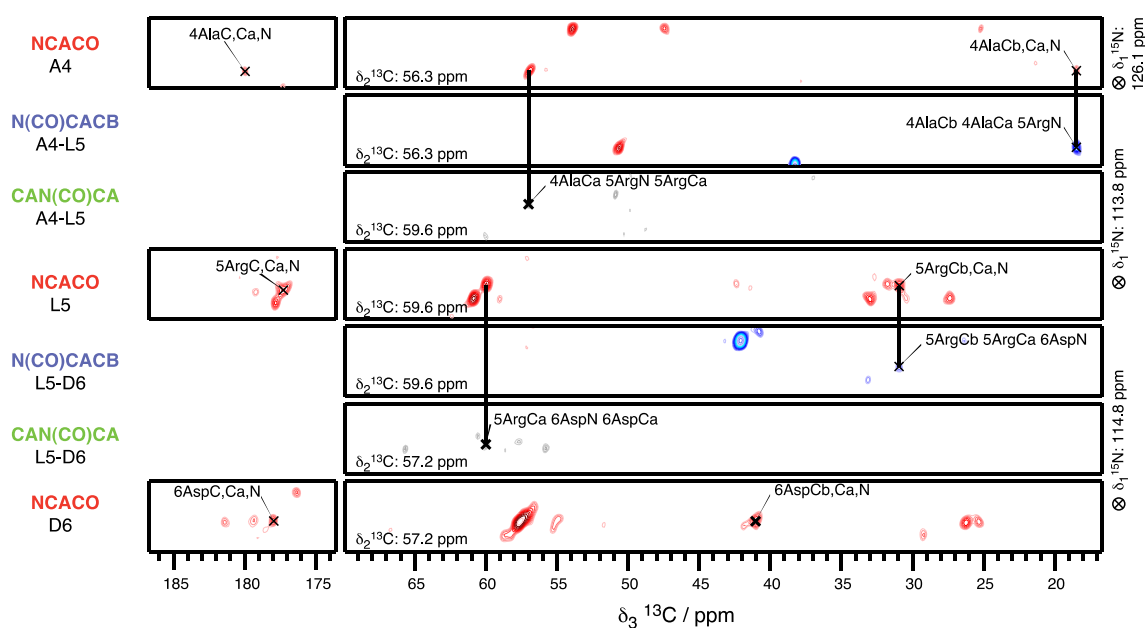 NCACO
A4
4AlaC,Ca,N
4AlaCb,Ca,N
δ2 13C: 56.3 ppm
⊗ δ1 15N:
126.1 ppm
N(CO)CACB
A4-L5
4AlaCb 4AlaCa 5ArgN
δ2 13C: 56.3 ppm
CAN(CO)CA
A4-L5
4AlaCa 5ArgN 5ArgCa
δ2 13C: 59.6 ppm
⊗ δ1 15N: 113.8 ppm
NCACO
L5
5ArgC,Ca,N
5ArgCb,Ca,N
δ2 13C: 59.6 ppm
N(CO)CACB
L5-D6
5ArgCb 5ArgCa 6AspN
δ2 13C: 59.6 ppm
CAN(CO)CA
L5-D6
5ArgCa 6AspN 6AspCa
δ2 13C: 57.2 ppm
⊗ δ1 15N: 114.8 ppm
NCACO
D6
6AspC,Ca,N
6AspCb,Ca,N
δ2 13C: 57.2 ppm
185 180 175 60 50 40 30 20
δ3 13C / ppm